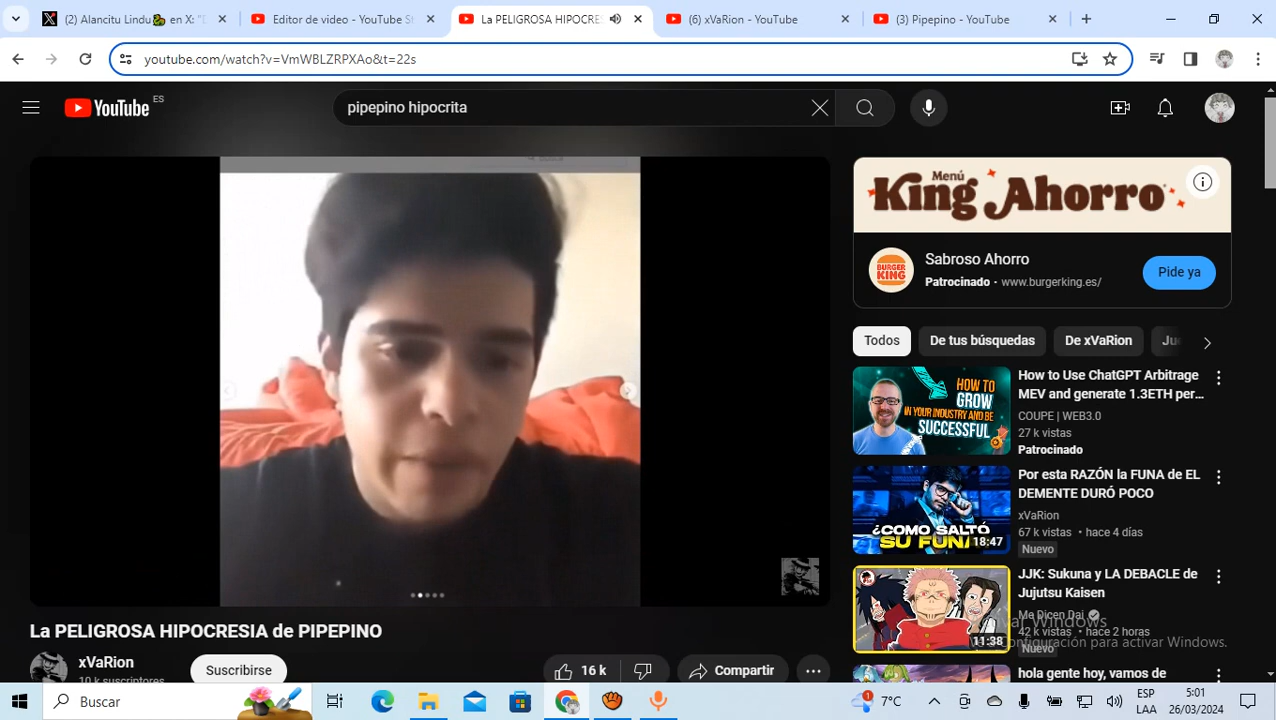 (2) Alancitu Lindu🐉 en X: "D
Editor de video - YouTube St
La PELIGROSA HIPOCRES
(6) xVaRion - YouTube
(3) Pipepino - YouTube
youtube.com/watch?v=VmWBLZRPXAo&t=22s
YouTube ES
pipepino hipocrita
Menú
King Ahorro
Sabroso Ahorro
BURGER KING
Patrocinado · www.burgerking.es/
Pide ya
Todos
De tus búsquedas
De xVaRion
Ju
HOW TO GROW
IN YOUR INDUSTRY AND BE
SUCCESSFUL
How to Use ChatGPT Arbitrage
MEV and generate 1.3ETH per...
COUPE | WEB3.0
27 k vistas
Patrocinado
¿COMO SALTÓ
SU FUNA
18:47
Por esta RAZÓN la FUNA de EL
DEMENTE DURÓ POCO
xVaRion
67 k vistas • hace 4 días
Nuevo
11:38
JJK: Sukuna y LA DEBACLE de
Jujutsu Kaisen
Me Dicen Dai
42 k vistas • hace 2 horas
Nuevo
var Windows
Configuración para activar Windows.
hola gente hoy, vamos de
La PELIGROSA HIPOCRESIA de PIPEPINO
xVaRion
10 k suscriptores
Suscribirse
16 k
Compartir
Buscar
7°C
ESP
LAA
5:01
26/03/2024